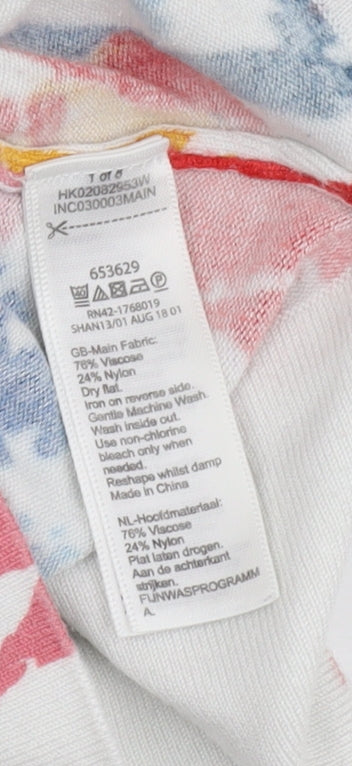 1 of 6
HK02082953W
INC030003MAIN
653629
RN42-1768019
SHAN13/01 AUG 18 01
GB-Main Fabric:
76% Viscose
24% Nylon
Dry flat.
Iron on reverse side.
Gentle Machine Wash.
Wash inside out.
Use non-chlorine
bleach only when
needed.
Reshape whilst damp
Made in China
NL-Hoofdmateriaal:
76% Viscose
24% Nylon
Plat laten drogen.
Aan de achterkant
strijken.
FIJNWASPROGRAMM
A.